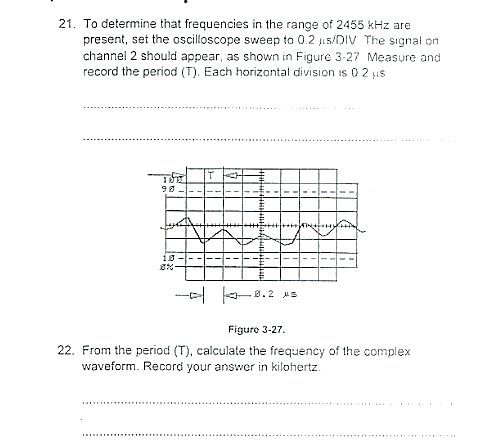 21. To determine that frequencies in the range of 2455 kHz are
present, set the oscilloscope sweep to 0.2 µs/DIV The signal on
channel 2 should appear, as shown in Figure 3-27 Measure and
record the period (T). Each horizontal division is 0 2 µs
T
100
90
10
0%
0.2 µs
Figure 3-27.
22. From the period (T), calculate the frequency of the complex
waveform. Record your answer in kilohertz.